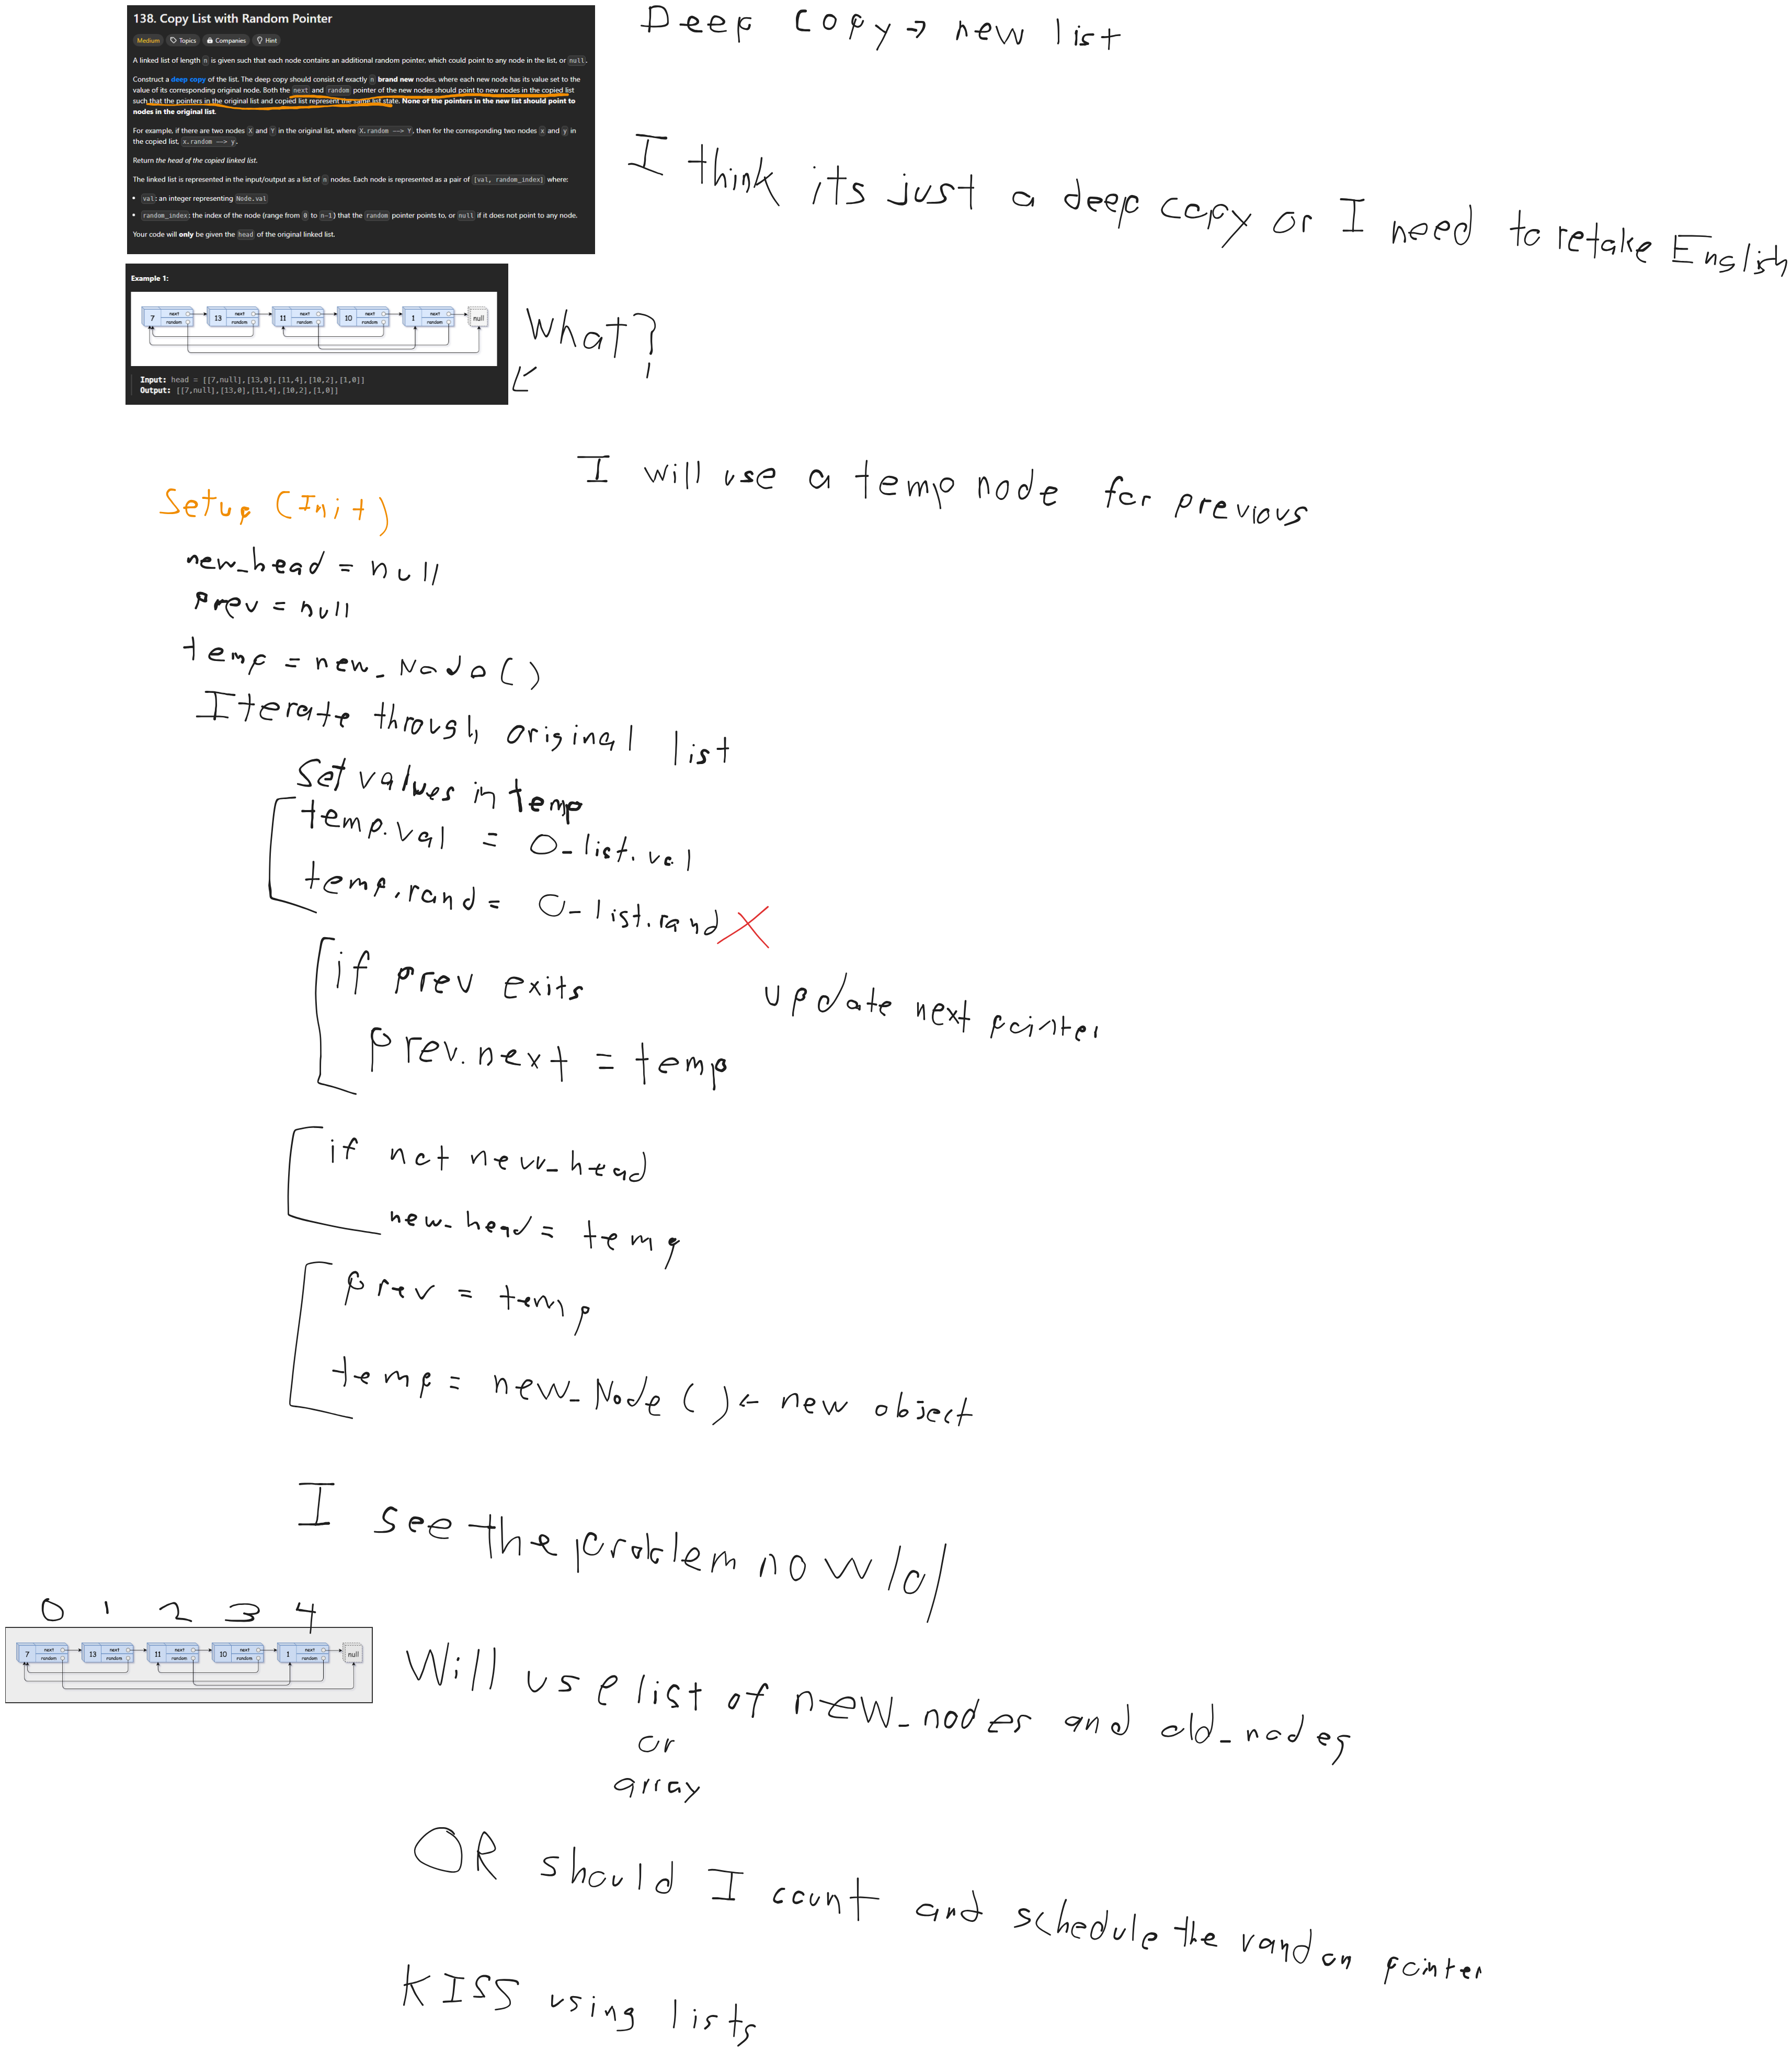 138. Copy List with Random Pointer
Medium Topics Companies Hint
A linked list of length n is given such that each node contains an additional random pointer, which could point to any node in the list, or null.
Construct a deep copy of the list. The deep copy should consist of exactly n brand new nodes, where each new node has its value set to the
value of its corresponding original node. Both the next and random pointer of the new nodes should point to new nodes in the copied list
such that the pointers in the original list and copied list represent the same list state. None of the pointers in the new list should point to
nodes in the original list.
For example, if there are two nodes X and Y in the original list, where X.random --> Y, then for the corresponding two nodes x and y in
the copied list, x.random --> y.
Return the head of the copied linked list.
The linked list is represented in the input/output as a list of n nodes. Each node is represented as a pair of [val, random_index] where:
• val: an integer representing Node.val
• random_index: the index of the node (range from 0 to n-1) that the random pointer points to, or null if it does not point to any node.
Your code will only be given the head of the original linked list.
Deep copy → new list
I think its just a deep copy or I need to retake English
Example 1:
7 next random 13 next random 11 next random 10 next random 1 next random null
Input: head = [[7,null],[13,0],[11,4],[10,2],[1,0]]
Output: [[7,null],[13,0],[11,4],[10,2],[1,0]]
What?
I will use a temp node for previous
Setup (Init)
new_head = null
prev = null
temp = new_Node()
Iterate through original list
Set values in temp
temp.val = O_list.val
temp.rand = O_list.rand X
if prev exits
prev.next = temp
update next pointer
if not new_head
new_head = temp
prev = temp
temp = new_Node() ← new object
I see the problem now lol
0 1 2 3 4
7 next random 13 next random 11 next random 10 next random 1 next random null
Will use list of new_nodes and old_nodes
or
array
OR should I count and schedule the random pointer
KISS using lists